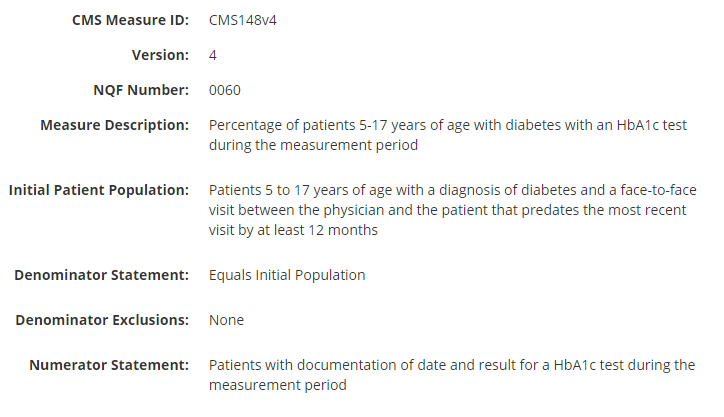 CMS Measure ID: CMS148v4
Version: 4
NQF Number: 0060
Measure Description: Percentage of patients 5-17 years of age with diabetes with an HbA1c test
during the measurement period
Initial Patient Population: Patients 5 to 17 years of age with a diagnosis of diabetes and a face-to-face
visit between the physician and the patient that predates the most recent
visit by at least 12 months
Denominator Statement: Equals Initial Population
Denominator Exclusions: None
Numerator Statement: Patients with documentation of date and result for a HbA1c test during the
measurement period